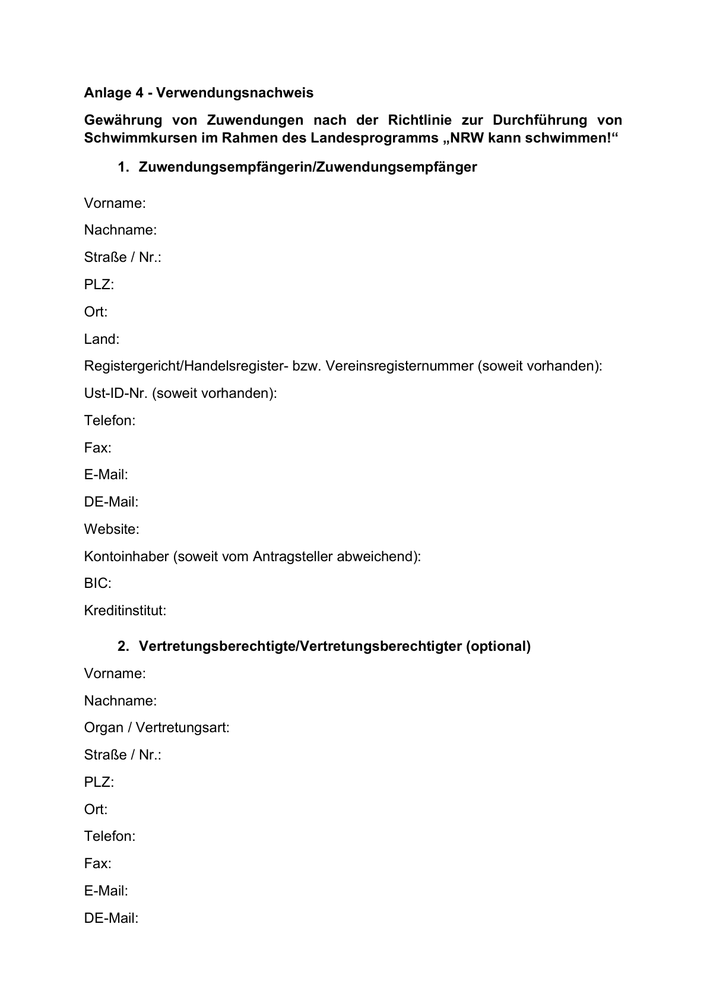 Anlage 4 - Verwendungsnachweis
Gewährung von Zuwendungen nach der Richtlinie zur Durchführung von
Schwimmkursen im Rahmen des Landesprogramms „NRW kann schwimmen!“
1. Zuwendungsempfängerin/Zuwendungsempfänger
Vorname:
Nachname:
Straße / Nr.:
PLZ:
Ort:
Land:
Registergericht/Handelsregister- bzw. Vereinsregisternummer (soweit vorhanden):
Ust-ID-Nr. (soweit vorhanden):
Telefon:
Fax:
E-Mail:
DE-Mail:
Website:
Kontoinhaber (soweit vom Antragsteller abweichend):
BIC:
Kreditinstitut:
2. Vertretungsberechtigte/Vertretungsberechtigter (optional)
Vorname:
Nachname:
Organ / Vertretungsart:
Straße / Nr.:
PLZ:
Ort:
Telefon:
Fax:
E-Mail:
DE-Mail: